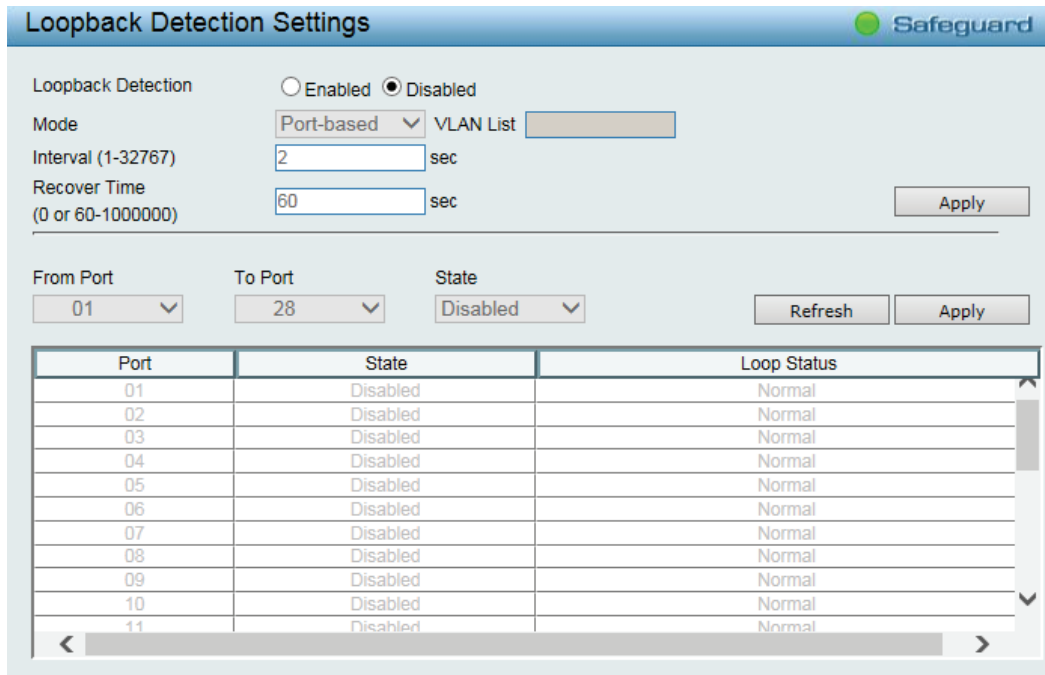 Loopback Detection Settings Safeguard
Loopback Detection Enabled Disabled
Mode Port-based VLAN List
Interval (1-32767) 2 sec
Recover Time
(0 or 60-1000000) 60 sec Apply
From Port To Port State
01 28 Disabled Refresh Apply
Port State Loop Status
01 Disabled Normal
02 Disabled Normal
03 Disabled Normal
04 Disabled Normal
05 Disabled Normal
06 Disabled Normal
07 Disabled Normal
08 Disabled Normal
09 Disabled Normal
10 Disabled Normal
11 Disabled Normal